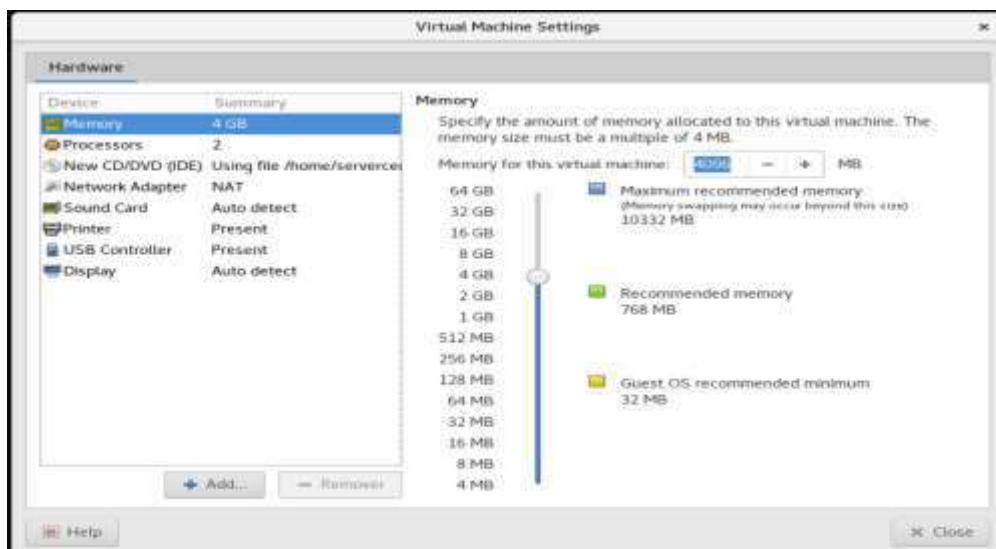 Virtual Machine Settings
Hardware
Device Summary
Memory 4 GB
Processors 2
New CD/DVD (IDE) Using file /home/servercen
Network Adapter NAT
Sound Card Auto detect
Printer Present
USB Controller Present
Display Auto detect
Add...
Remover
Memory
Specify the amount of memory allocated to this virtual machine. The
memory size must be a multiple of 4 MB.
Memory for this virtual machine: 4096 − + MB
64 GB
32 GB
16 GB
8 GB
4 GB
2 GB
1 GB
512 MB
256 MB
128 MB
64 MB
32 MB
16 MB
8 MB
4 MB
Maximum recommended memory
(Memory swapping may occur beyond this size)
10332 MB
Recommended memory
768 MB
Guest OS recommended minimum
32 MB
Help
Close